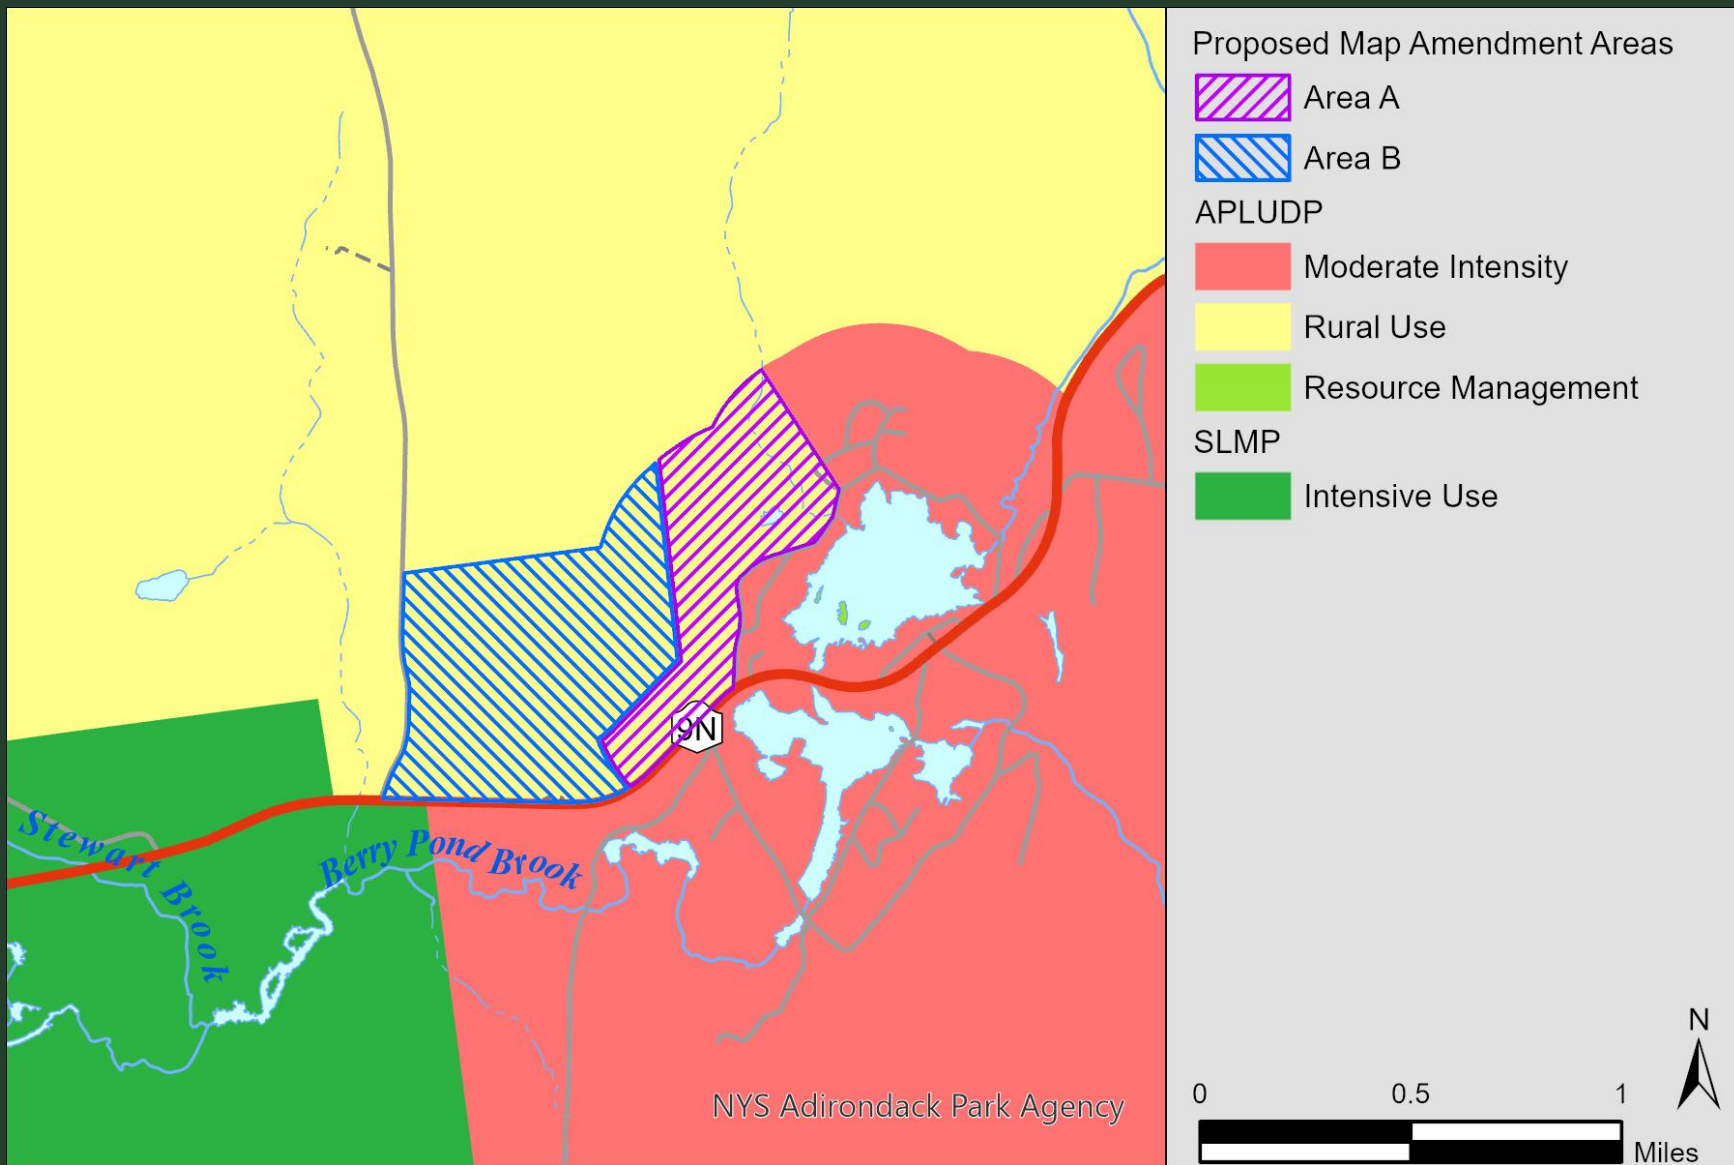 Proposed Map Amendment Areas
Area A
Area B
APLUDP
Moderate Intensity
Rural Use
Resource Management
SLMP
Intensive Use
9N
Stewart Brook
Berry Pond Brook
NYS Adirondack Park Agency
N
0 0.5 1
Miles